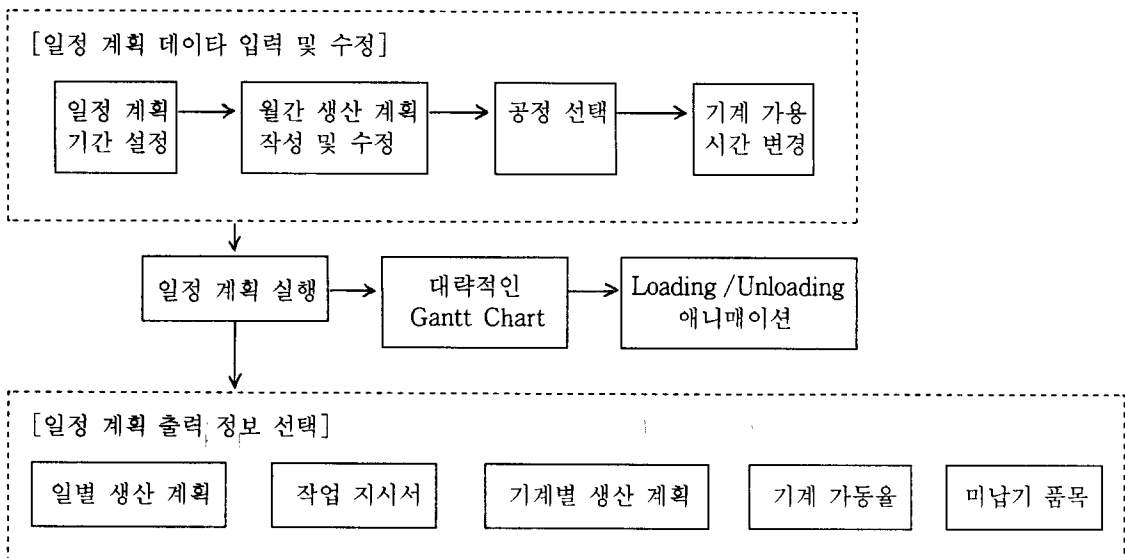 [일정 계획 데이타 입력 및 수정]
일정 계획
기간 설정
월간 생산 계획
작성 및 수정
공정 선택
기계 가용
시간 변경
일정 계획 실행
대략적인
Gantt Chart
Loading /Unloading
애니매이션
[일정 계획 출력 정보 선택]
일별 생산 계획
작업 지시서
기계별 생산 계획
기계 가동율
미납기 품목